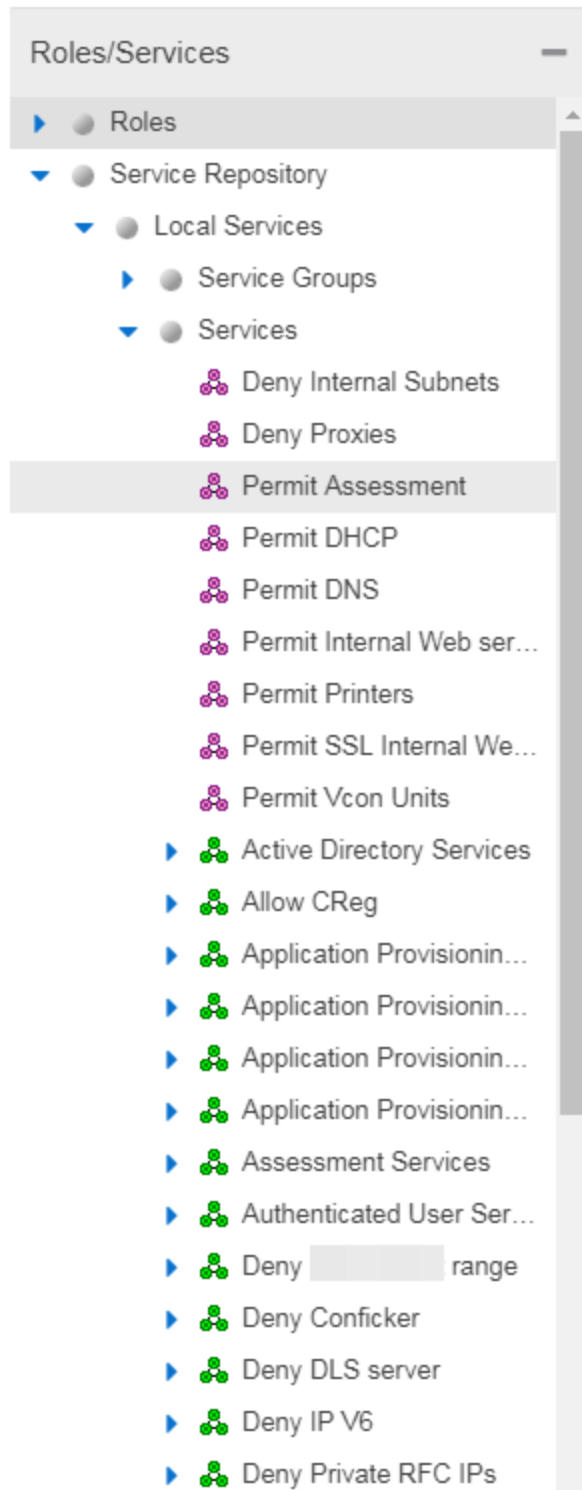 Roles/Services
Roles
Service Repository
Local Services
Service Groups
Services
Deny Internal Subnets
Deny Proxies
Permit Assessment
Permit DHCP
Permit DNS
Permit Internal Web ser...
Permit Printers
Permit SSL Internal We...
Permit Vcon Units
Active Directory Services
Allow CReg
Application Provisionin...
Application Provisionin...
Application Provisionin...
Application Provisionin...
Assessment Services
Authenticated User Ser...
Deny range
Deny Conficker
Deny DLS server
Deny IP V6
Deny Private RFC IPs